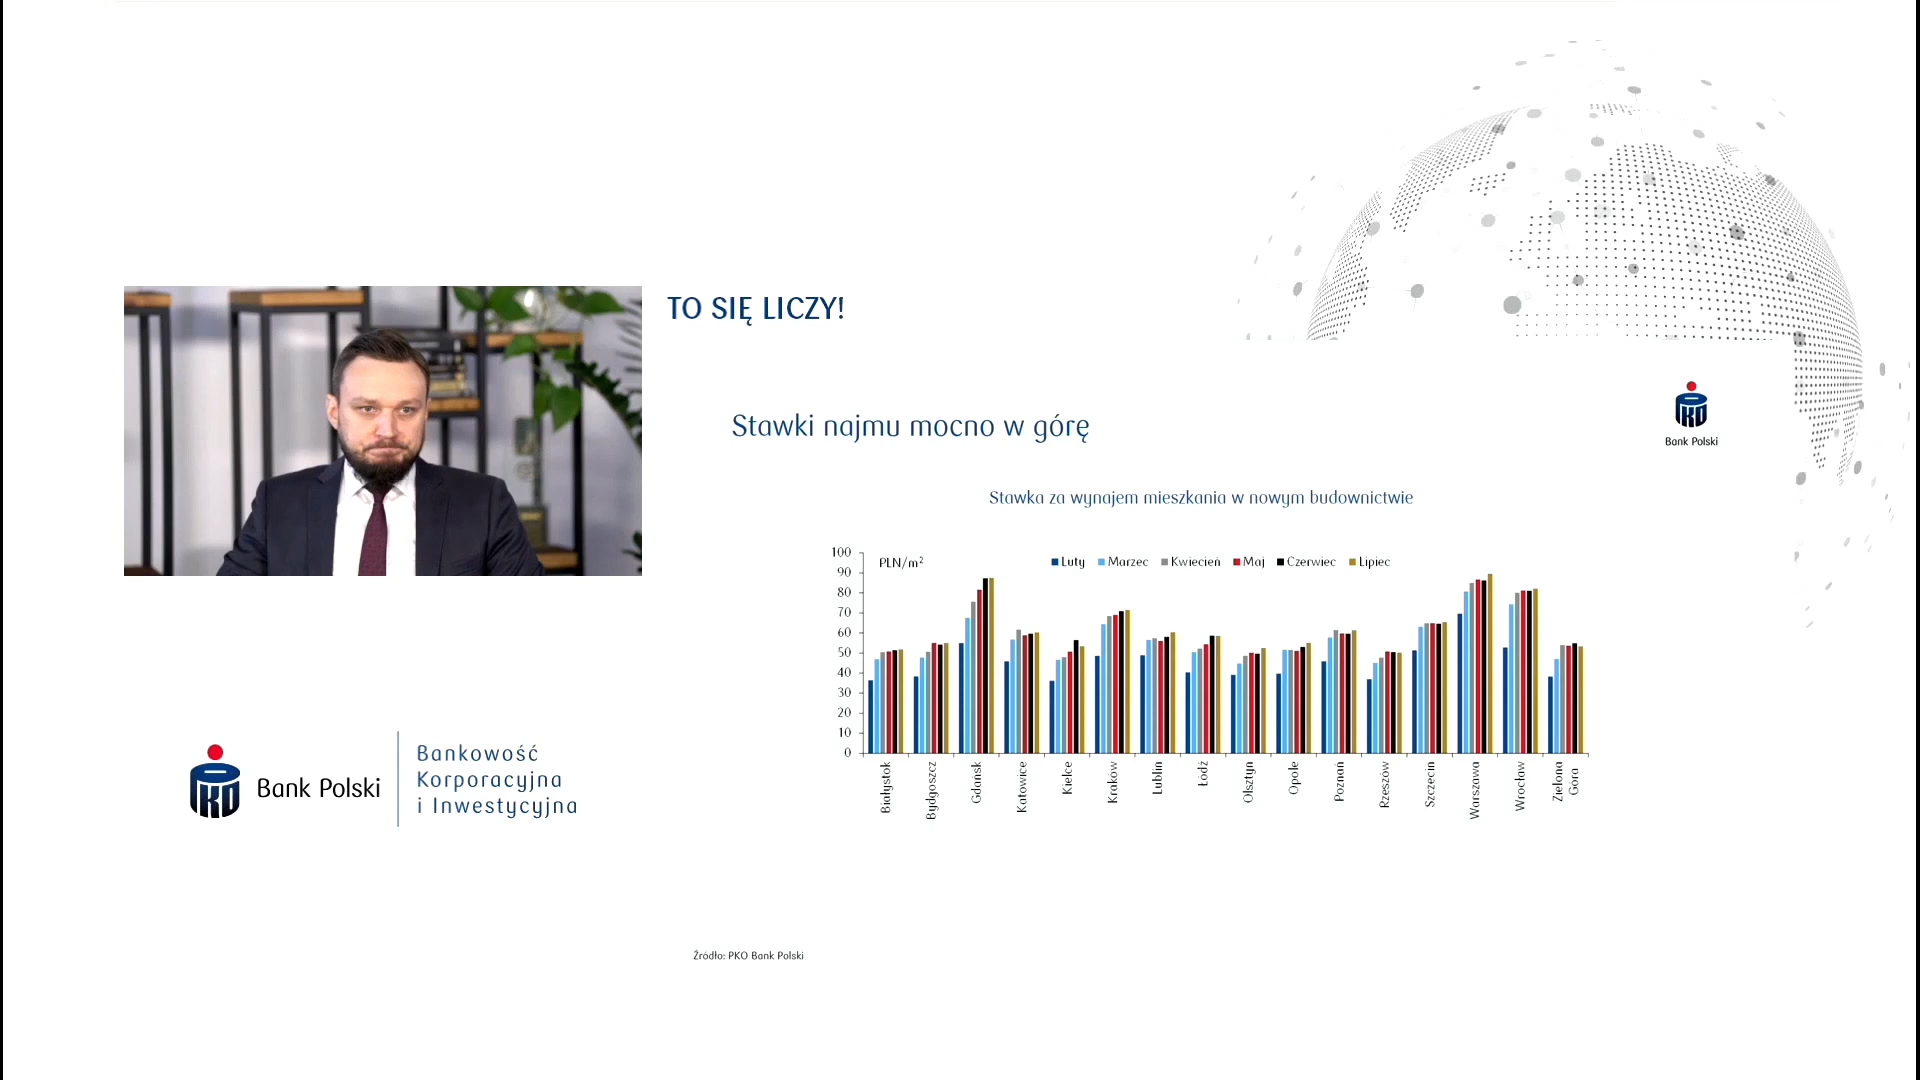 TO SIĘ LICZY!
Stawki najmu mocno w górę
PKO
Bank Polski
Stawka za wynajem mieszkania w nowym budownictwie
PLN/m²
Luty Marzec Kwiecień Maj Czerwiec Lipiec
100
90
80
70
60
50
40
30
20
10
0
Białystok
Bydgoszcz
Gdańsk
Katowice
Kielce
Kraków
Lublin
Łódź
Olsztyn
Opole
Poznań
Rzeszów
Szczecin
Warszawa
Wrocław
Zielona
Góra
PKO
Bank Polski
Bankowość
Korporacyjna
i Inwestycyjna
Źródło: PKO Bank Polski